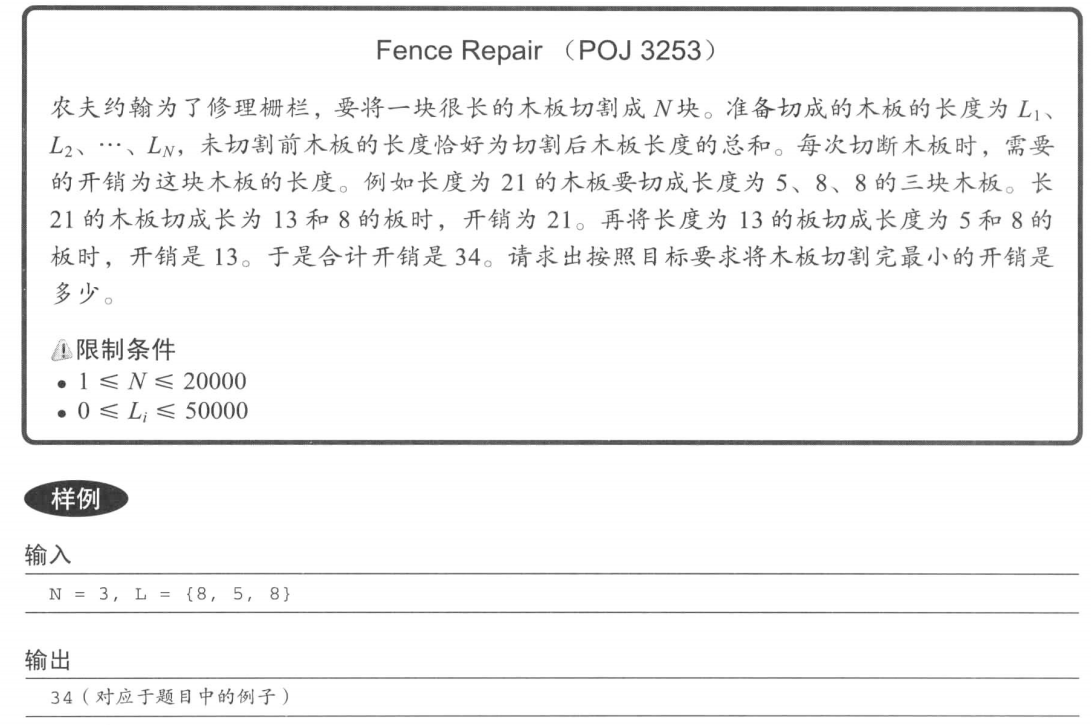 Fence Repair （POJ 3253）
农夫约翰为了修理栅栏，要将一块很长的木板切割成 N块。准备切成的木板的长度为 L₁、
L₂、…、L_N，未切割前木板的长度恰好为切割后木板长度的总和。每次切断木板时，需要
的开销为这块木板的长度。例如长度为 21 的木板要切成长度为 5、8、8 的三块木板。长
21 的木板切成长为 13 和 8 的板时，开销为 21。再将长度为 13 的板切成长度为 5 和 8 的
板时，开销是 13。于是合计开销是 34。请求出按照目标要求将木板切割完最小的开销是
多少。
限制条件
• 1 ≤ N ≤ 20000
• 0 ≤ Lᵢ ≤ 50000
样例
输入
N = 3, L = {8, 5, 8}
输出
34（对应于题目中的例子）